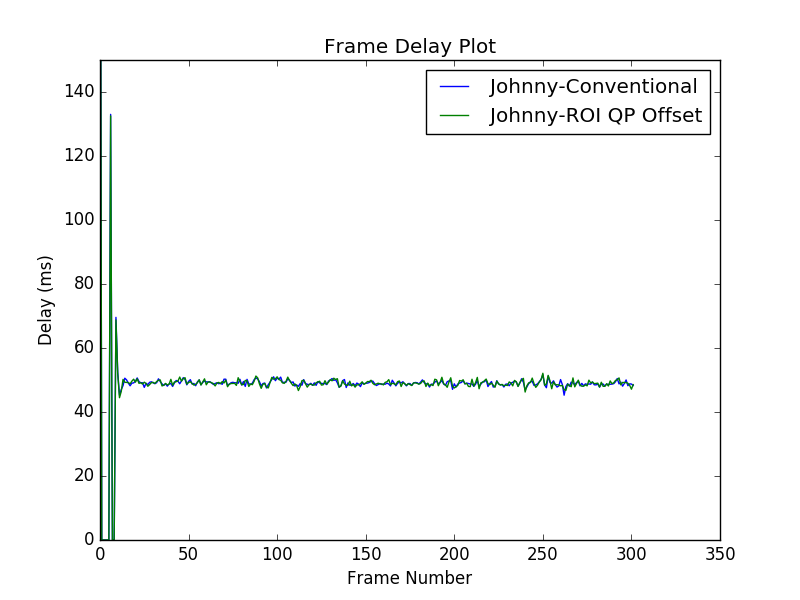 Frame Delay Plot
Johnny-Conventional
Johnny-ROI QP Offset
140
120
100
80
60
40
20
0
Delay (ms)
0 50 100 150 200 250 300 350
Frame Number